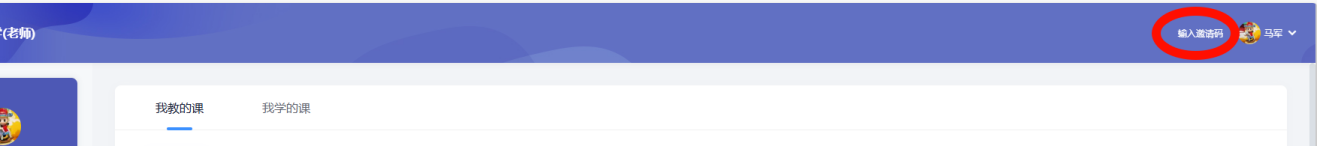 (老师)
输入邀请码
马军
我教的课
我学的课